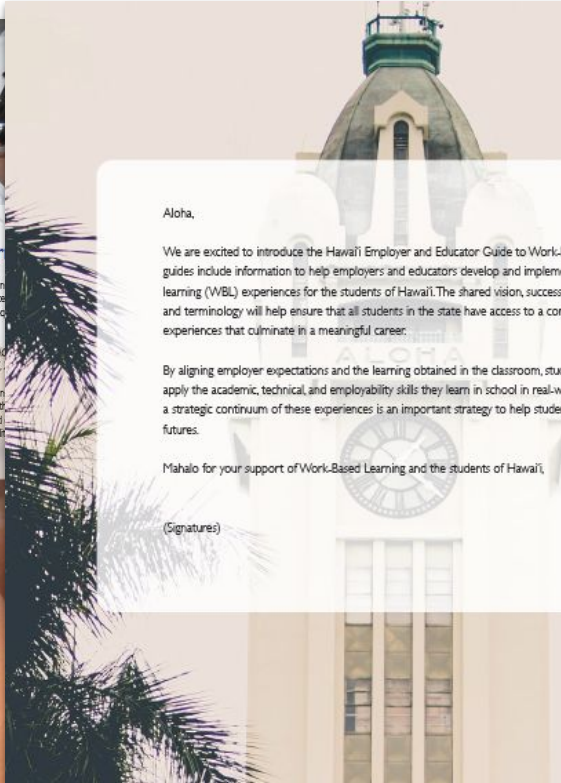 Aloha,
We are excited to introduce the Hawai'i Employer and Educator Guide to Work-
guides include information to help employers and educators develop and implem
learning (WBL) experiences for the students of Hawai'i. The shared vision, success
and terminology will help ensure that all students in the state have access to a co
experiences that culminate in a meaningful career.
ALOHA
By aligning employer expectations and the learning obtained in the classroom, stu
apply the academic, technical, and employability skills they learn in school in real-w
a strategic continuum of these experiences is an important strategy to help stude
futures.
Mahalo for your support of Work-Based Learning and the students of Hawai'i,
(Signatures)